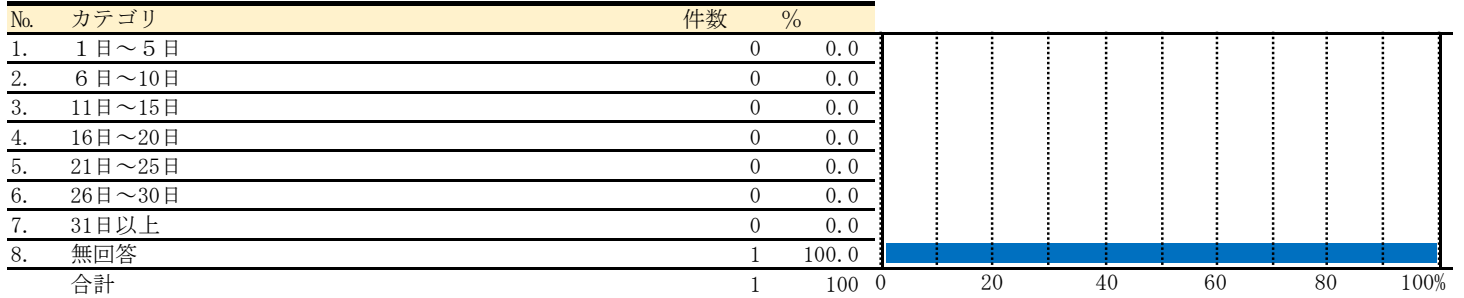 № カテゴリ 件数 %
1. １日～５日 0 0.0
2. ６日～10日 0 0.0
3. 11日～15日 0 0.0
4. 16日～20日 0 0.0
5. 21日～25日 0 0.0
6. 26日～30日 0 0.0
7. 31日以上 0 0.0
8. 無回答 1 100.0
合計 1 100 0 20 40 60 80 100%